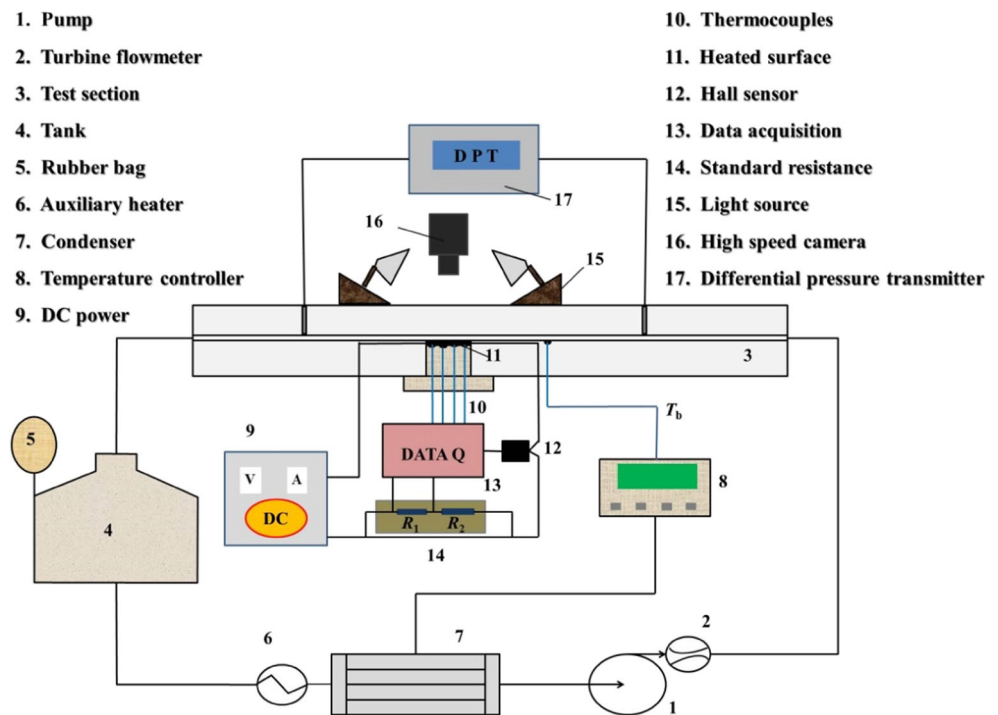 1. Pump
2. Turbine flowmeter
3. Test section
4. Tank
5. Rubber bag
6. Auxiliary heater
7. Condenser
8. Temperature controller
9. DC power
10. Thermocouples
11. Heated surface
12. Hall sensor
13. Data acquisition
14. Standard resistance
15. Light source
16. High speed camera
17. Differential pressure transmitter
D P T
17
16
15
11
3
10
Tb
5
9
12
DATA Q
V A
13
8
DC
4
R1 R2
14
2
6
7
1